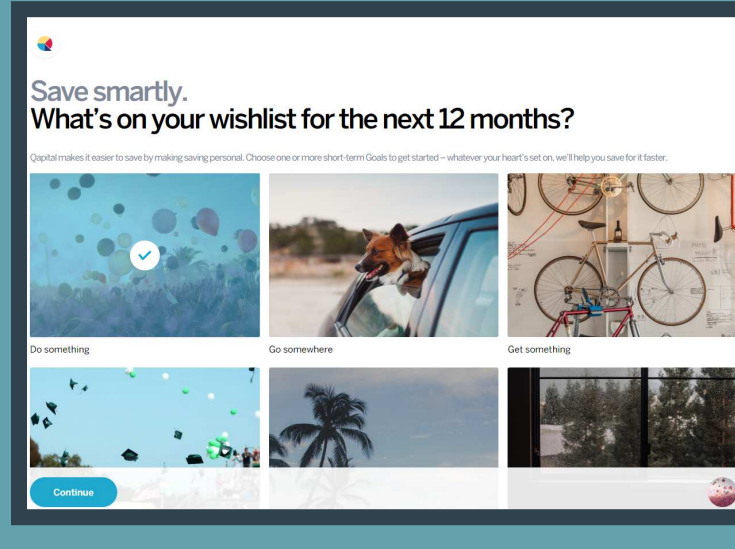 Save smartly.
What's on your wishlist for the next 12 months?
Qapital makes it easier to save by making saving personal. Choose one or more short-term Goals to get started – whatever your heart's set on, we'll help you save for it faster.
Do something
Go somewhere
Get something
Continue